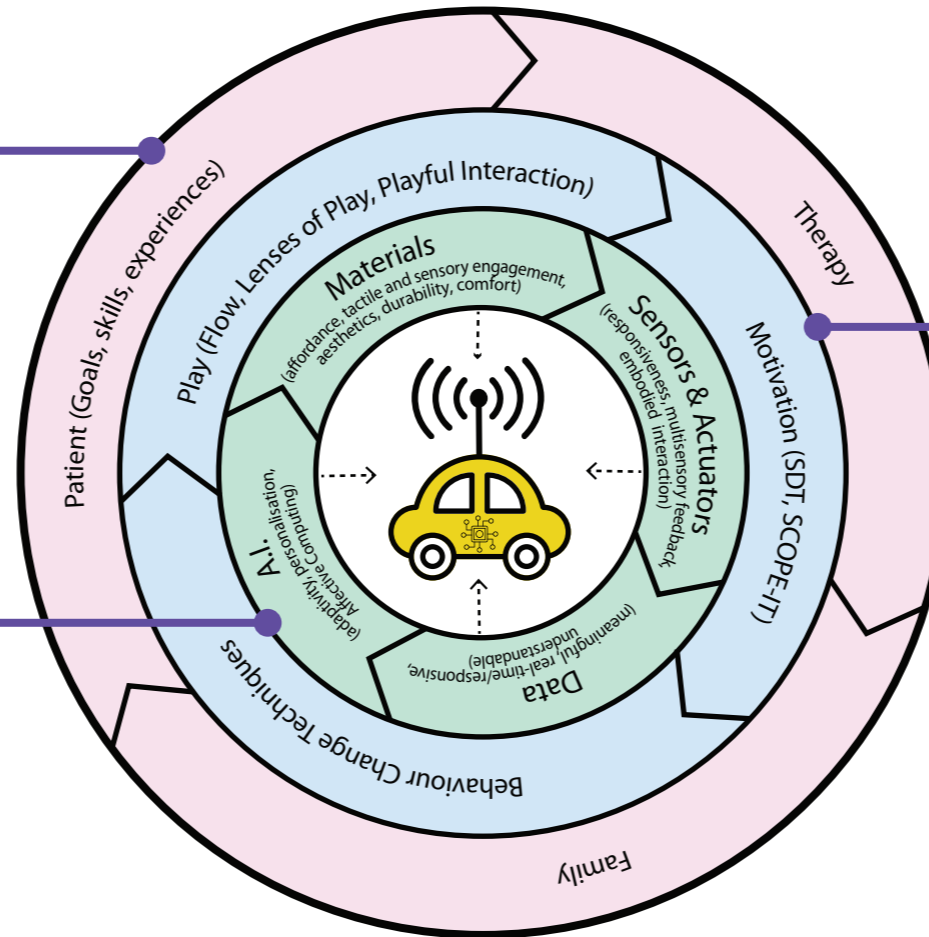 Patient (Goals, skills, experiences)
Therapy
Family
Play (Flow, Lenses of Play, Playful Interaction)
Motivation (SDT, SCOPE-IT)
Behaviour Change Techniques
Materials
(affordance, tactile and sensory engagement,
aesthetics, durability, comfort)
Sensors & Actuators
(responsiveness, multisensory feedback,
embodied interaction)
Data
(meaningful, real-time/responsive,
understandable)
A.I.
(adaptivity, personalisation,
Affective Computing)